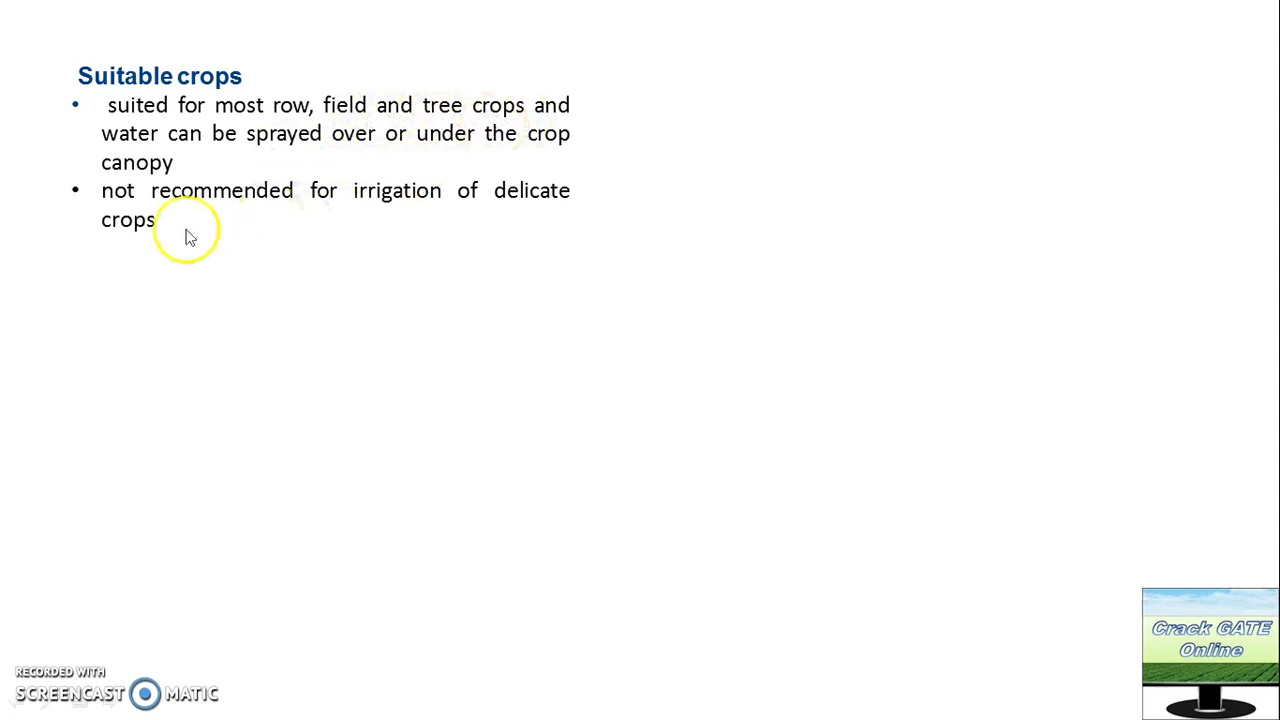 Suitable crops
• suited for most row, field and tree crops and
water can be sprayed over or under the crop
canopy
• not recommended for irrigation of delicate
crops
Crack GATE
Online
RECORDED WITH
SCREENCAST MATIC